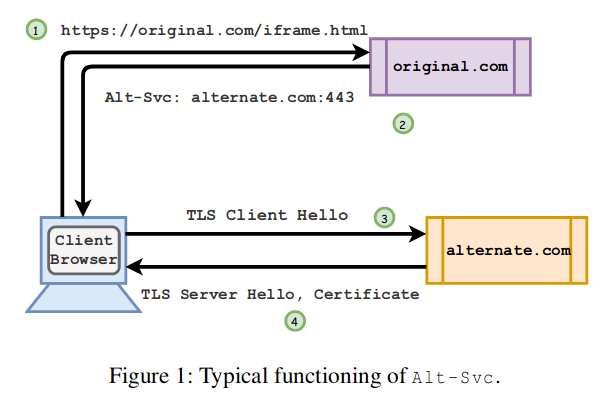 1 https://original.com/iframe.html
original.com
Alt-Svc: alternate.com:443
2
TLS Client Hello 3
Client
Browser
alternate.com
TLS Server Hello, Certificate
4
Figure 1: Typical functioning of Alt-Svc.